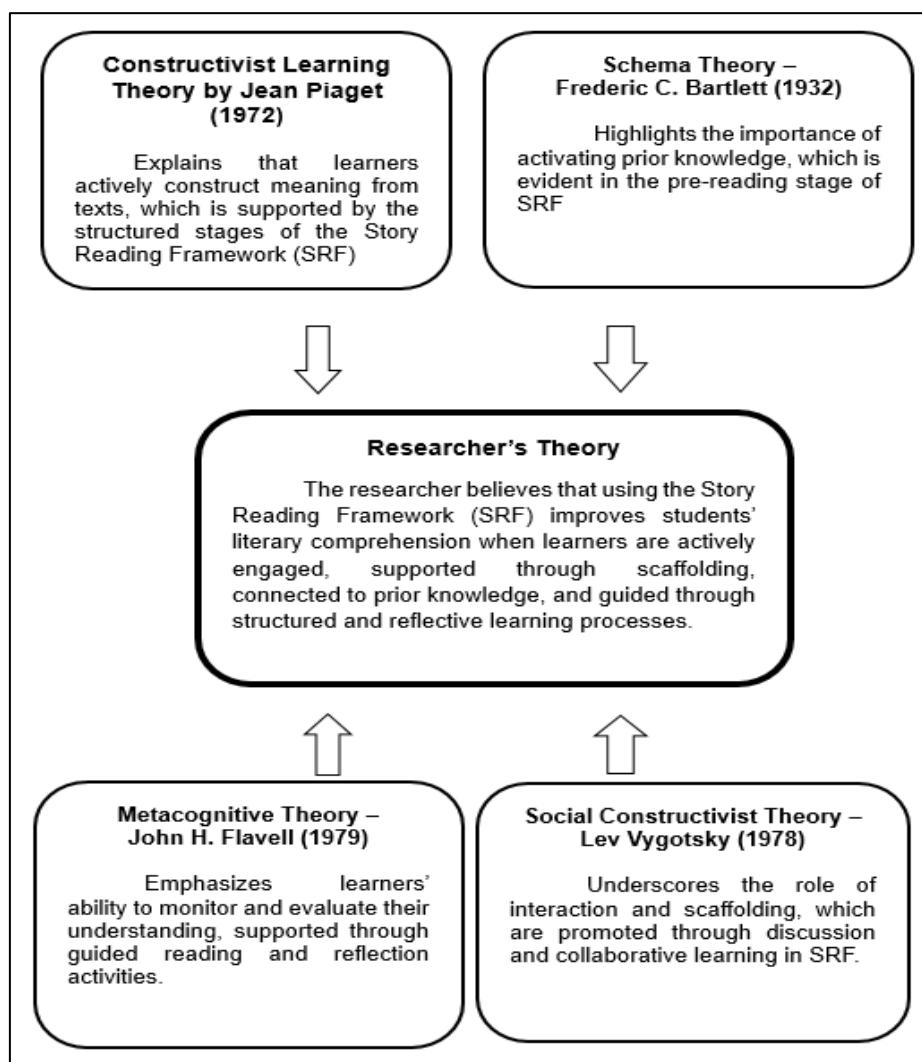 Constructivist Learning
Theory by Jean Piaget
(1972)
Explains that learners
actively construct meaning from
texts, which is supported by the
structured stages of the Story
Reading Framework (SRF)
Schema Theory –
Frederic C. Bartlett (1932)
Highlights the importance of
activating prior knowledge, which is
evident in the pre-reading stage of
SRF
Researcher’s Theory
The researcher believes that using the Story
Reading Framework (SRF) improves students’
literary comprehension when learners are actively
engaged, supported through scaffolding,
connected to prior knowledge, and guided through
structured and reflective learning processes.
Metacognitive Theory –
John H. Flavell (1979)
Emphasizes learners’
ability to monitor and evaluate their
understanding, supported through
guided reading and reflection
activities.
Social Constructivist Theory –
Lev Vygotsky (1978)
Underscores the role of
interaction and scaffolding, which
are promoted through discussion
and collaborative learning in SRF.